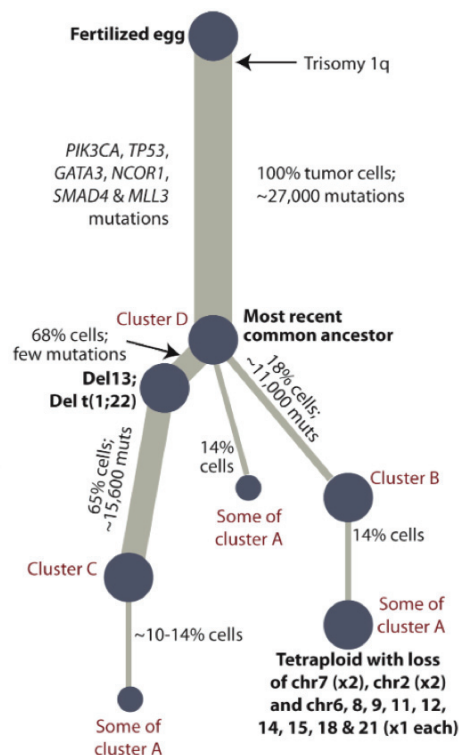 Fertilized egg
Trisomy 1q
PIK3CA, TP53,
GATA3, NCOR1,
SMAD4 & MLL3
mutations
100% tumor cells;
~27,000 mutations
Cluster D
Most recent
common ancestor
68% cells;
few mutations
Del13;
Del t(1;22)
18% cells;
~11,000 muts
14%
cells
65% cells;
~15,600 muts
Cluster B
Some of
cluster A
14% cells
Cluster C
Some of
cluster A
~10-14% cells
Tetraploid with loss
of chr7 (x2), chr2 (x2)
and chr6, 8, 9, 11, 12,
14, 15, 18 & 21 (x1 each)
Some of
cluster A